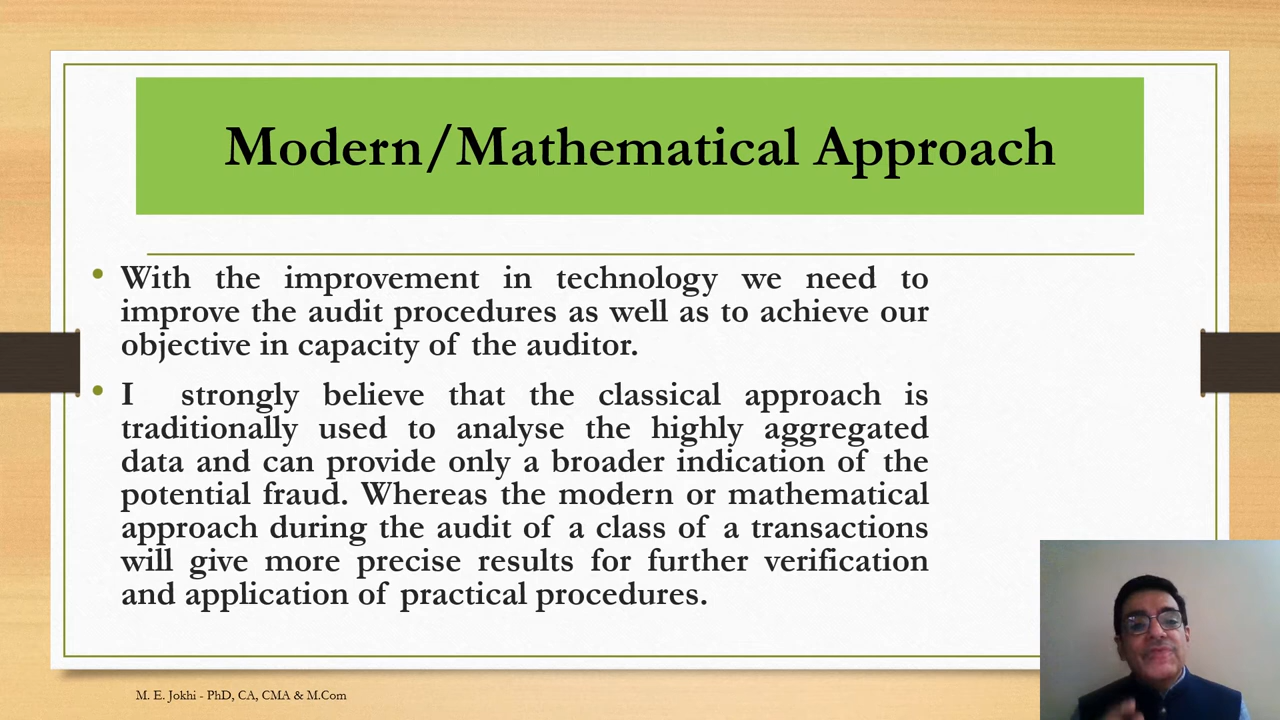 Modern/Mathematical Approach
• With the improvement in technology we need to
improve the audit procedures as well as to achieve our
objective in capacity of the auditor.
• I strongly believe that the classical approach is
traditionally used to analyse the highly aggregated
data and can provide only a broader indication of the
potential fraud. Whereas the modern or mathematical
approach during the audit of a class of a transactions
will give more precise results for further verification
and application of practical procedures.
M. E. Jokhi - PhD, CA, CMA & M.Com